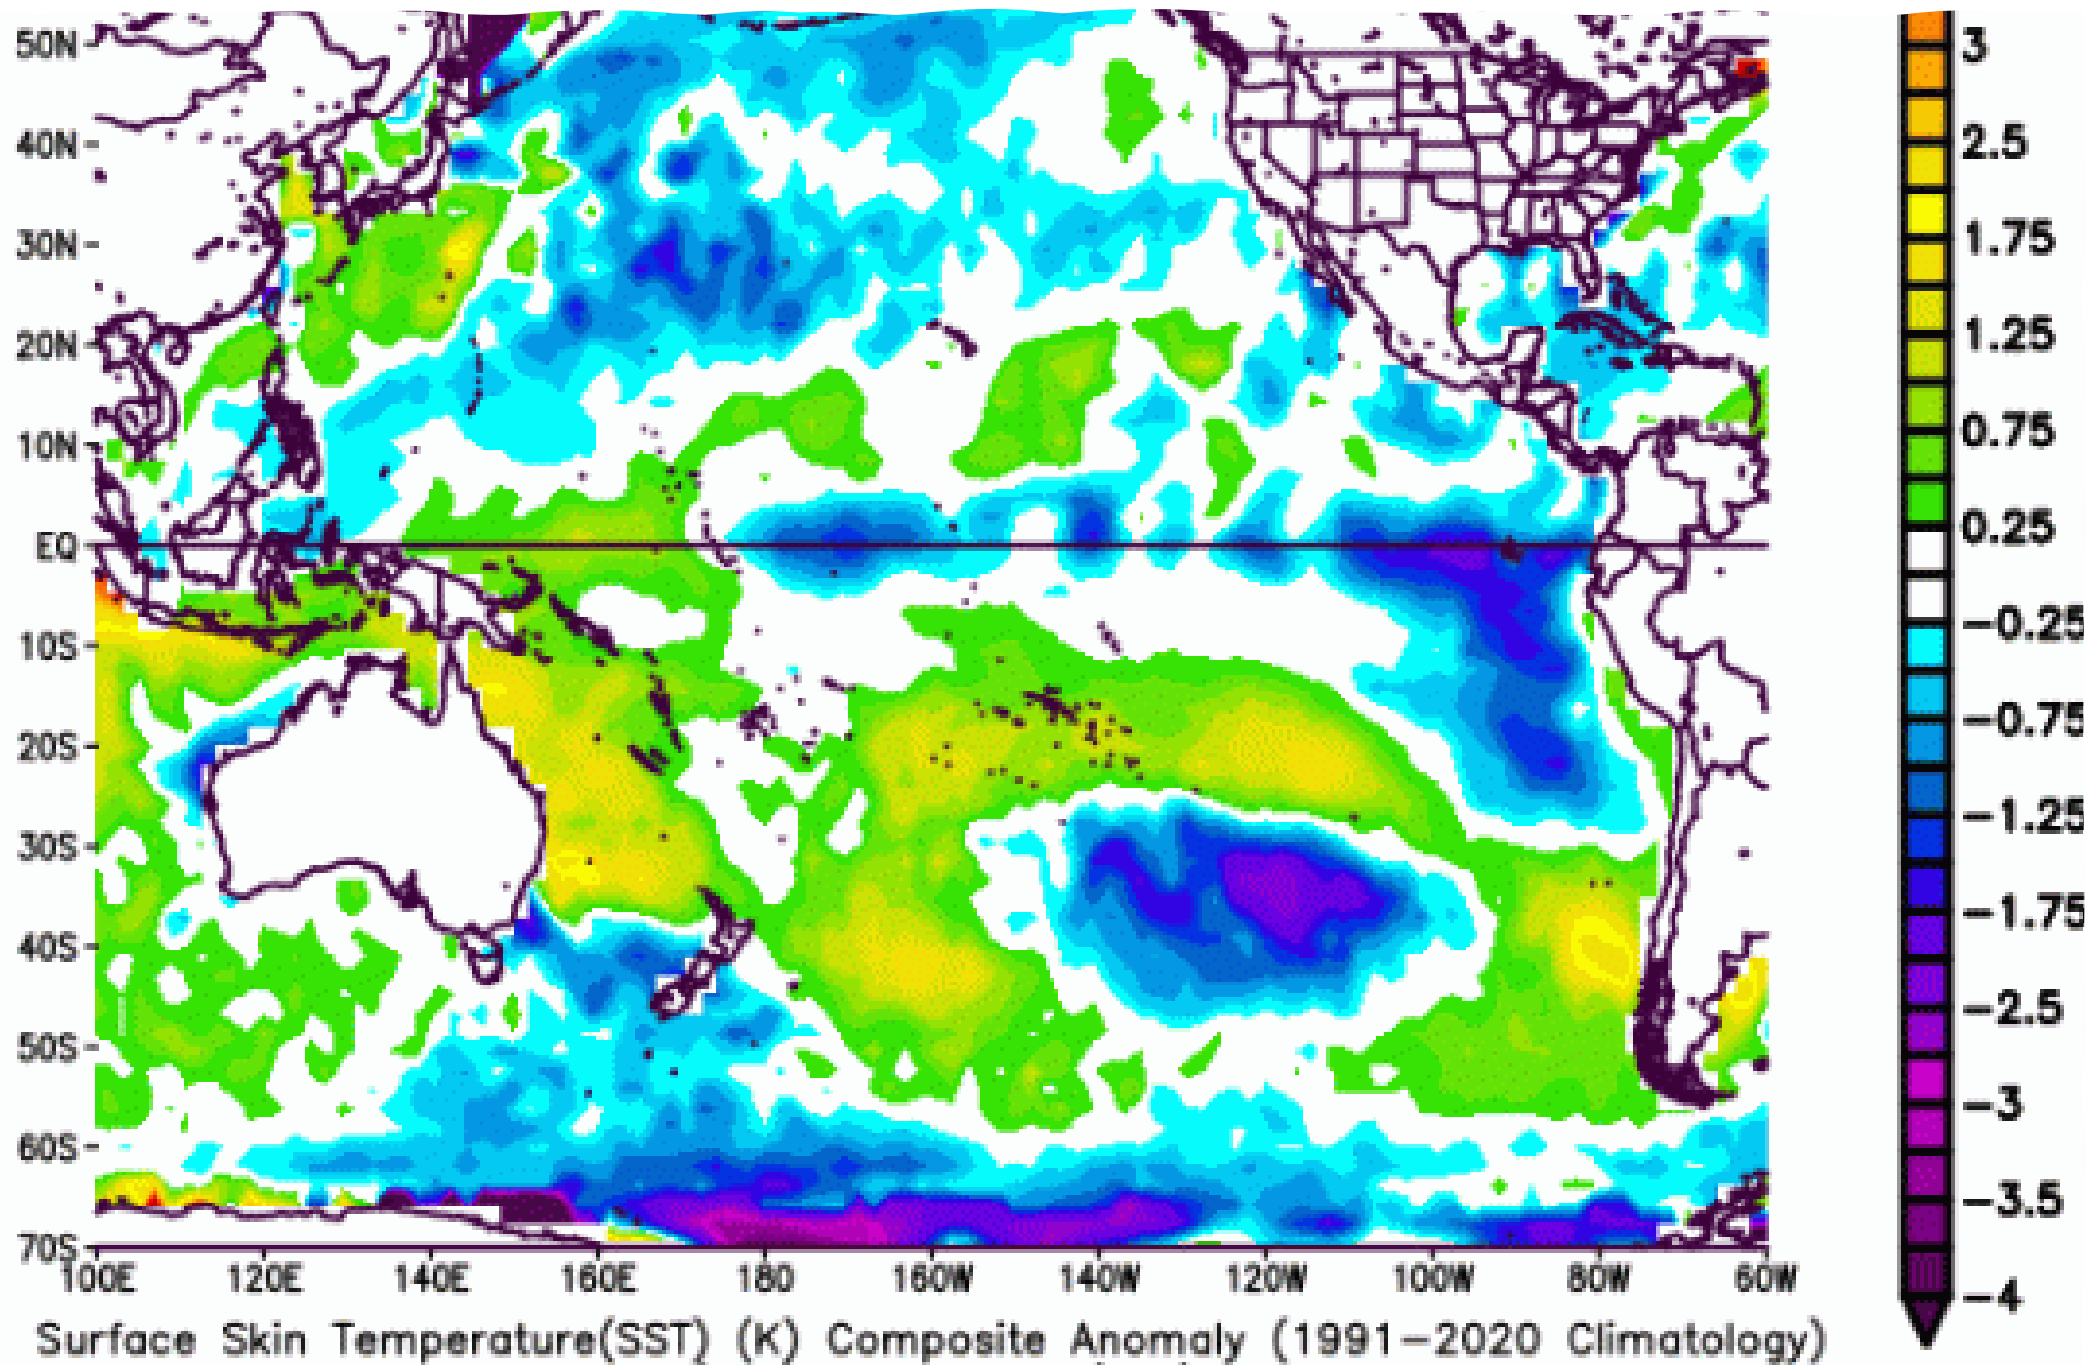 50N
40N
30N
20N
10N
EQ
10S
20S
30S
40S
50S
60S
70S
100E 120E 140E 160E 180 160W 140W 120W 100W 80W 60W
3
2.5
1.75
1.25
0.75
0.25
−0.25
−0.75
−1.25
−1.75
−2.5
−3
−3.5
−4
Surface Skin Temperature(SST) (K) Composite Anomaly (1991−2020 Climatology)